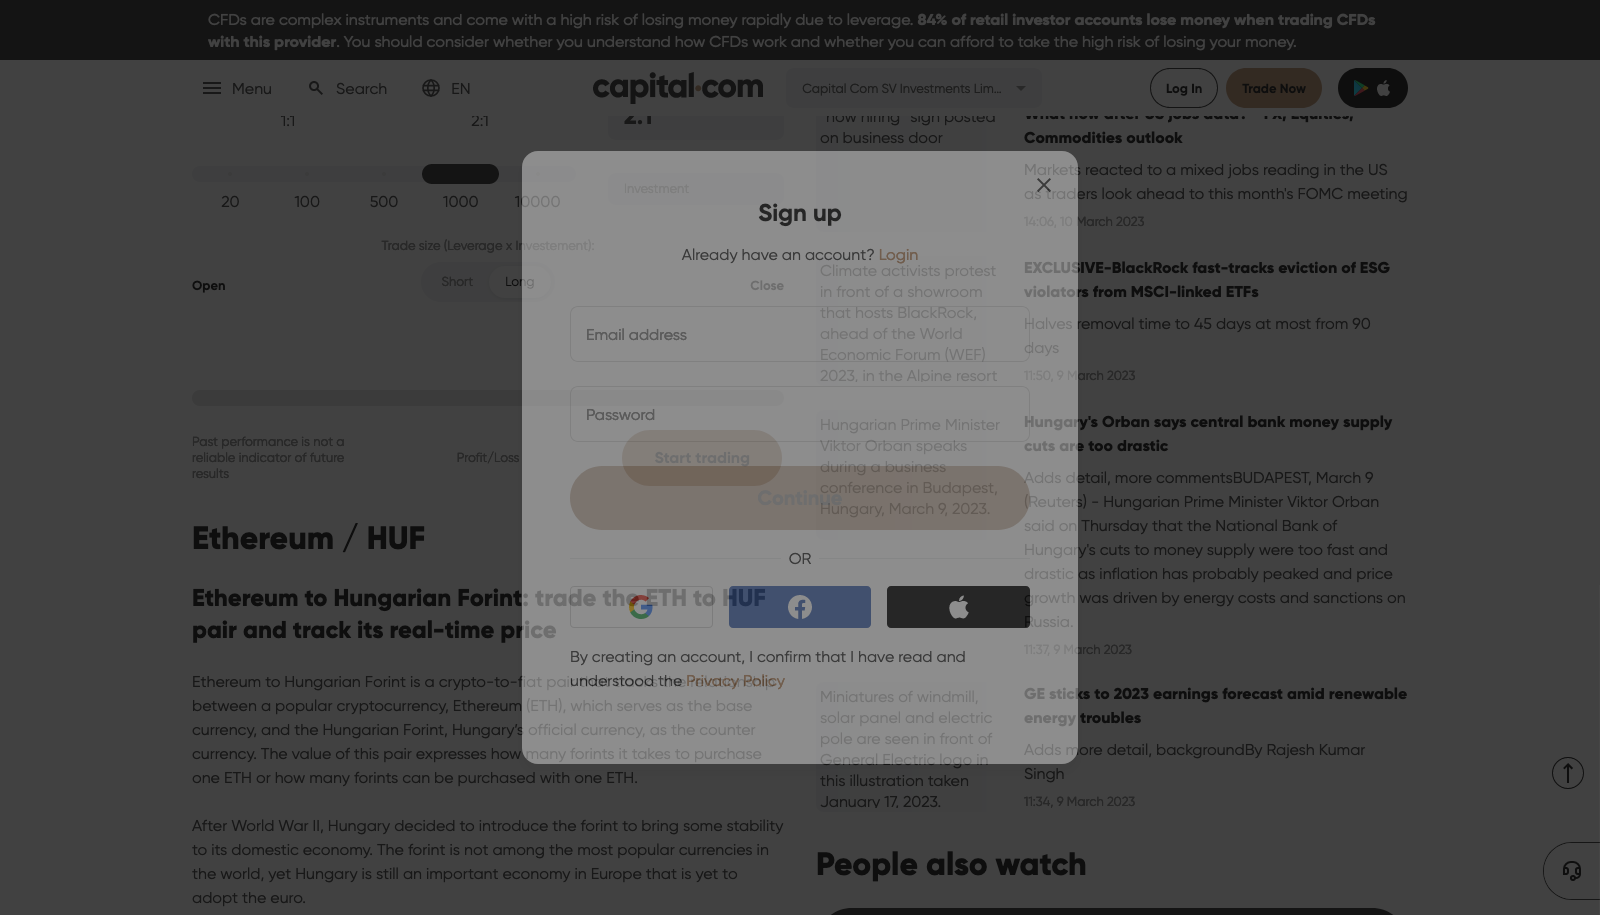 CFDs are complex instruments and come with a high risk of losing money rapidly due to leverage. 84% of retail investor accounts lose money when trading CFDs
with this provider. You should consider whether you understand how CFDs work and whether you can afford to take the high risk of losing your money.
Menu
Search
EN
capital.com
Capital Com SV Investments Lim...
Log In
Trade Now
1:1
2:1
2:1
20
100
500
1000
10000
Investment
Trade size (Leverage x Investement):
Open
Short
Long
Close
Past performance is not a
reliable indicator of future
results
Profit/Loss
Start trading
Sign up
Already have an account? Login
Email address
Password
Continue
OR
By creating an account, I confirm that I have read and
understood the Privacy Policy
Ethereum / HUF
Ethereum to Hungarian Forint: trade the ETH to HUF
pair and track its real-time price
Ethereum to Hungarian Forint is a crypto-to-fiat pair
between a popular cryptocurrency, Ethereum (ETH), which serves as the base
currency, and the Hungarian Forint, Hungary's official currency, as the counter
currency. The value of this pair expresses how many forints it takes to purchase
one ETH or how many forints can be purchased with one ETH.
After World War II, Hungary decided to introduce the forint to bring some stability
to its domestic economy. The forint is not among the most popular currencies in
the world, yet Hungary is still an important economy in Europe that is yet to
adopt the euro.
"now hiring" sign posted
on business door
What now after US jobs data? - FX, Equities,
Commodities outlook
Markets reacted to a mixed jobs reading in the US
as traders look ahead to this month's FOMC meeting
14:06, 10 March 2023
Climate activists protest
in front of a showroom
that hosts BlackRock,
ahead of the World
Economic Forum (WEF)
2023, in the Alpine resort
EXCLUSIVE-BlackRock fast-tracks eviction of ESG
violators from MSCI-linked ETFs
Halves removal time to 45 days at most from 90
days
11:50, 9 March 2023
Hungarian Prime Minister
Viktor Orban speaks
during a business
conference in Budapest,
Hungary, March 9, 2023.
Hungary's Orban says central bank money supply
cuts are too drastic
Adds detail, more commentsBUDAPEST, March 9
(Reuters) - Hungarian Prime Minister Viktor Orban
said on Thursday that the National Bank of
Hungary's cuts to money supply were too fast and
drastic as inflation has probably peaked and price
growth was driven by energy costs and sanctions on
Russia.
11:37, 9 March 2023
Miniatures of windmill,
solar panel and electric
pole are seen in front of
General Electric logo in
this illustration taken
January 17, 2023.
GE sticks to 2023 earnings forecast amid renewable
energy troubles
Adds more detail, backgroundBy Rajesh Kumar
Singh
11:34, 9 March 2023
People also watch